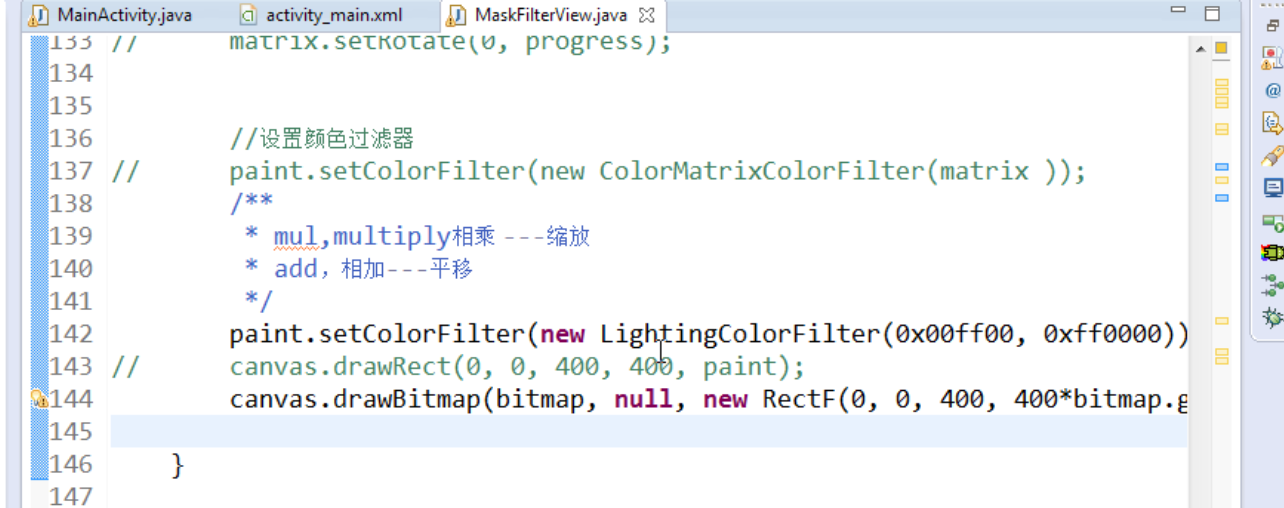 MainActivity.java activity_main.xml MaskFilterView.java
133 // matrix.setRotate(0, progress);
134
135
136 //设置颜色过滤器
137 // paint.setColorFilter(new ColorMatrixColorFilter(matrix ));
138 /**
139 * mul,multiply相乘 ---缩放
140 * add，相加---平移
141 */
142 paint.setColorFilter(new LightingColorFilter(0x00ff00, 0xff0000))
143 // canvas.drawRect(0, 0, 400, 400, paint);
144 canvas.drawBitmap(bitmap, null, new RectF(0, 0, 400, 400*bitmap.g
145
146 }
147